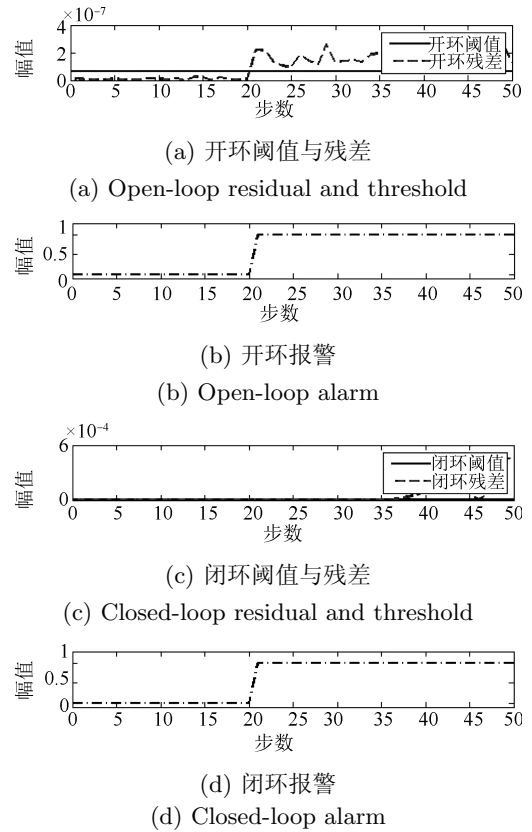 ×10⁻⁷
4
2
0
幅值
开环阈值
开环残差
0 5 10 15 20 25 30 35 40 45 50
步数
(a) 开环阈值与残差
(a) Open-loop residual and threshold
1
0.5
0
幅值
0 5 10 15 20 25 30 35 40 45 50
步数
(b) 开环报警
(b) Open-loop alarm
×10⁻⁴
6
0
幅值
闭环阈值
闭环残差
0 5 10 15 20 25 30 35 40 45 50
步数
(c) 闭环阈值与残差
(c) Closed-loop residual and threshold
1
0.5
0
幅值
0 5 10 15 20 25 30 35 40 45 50
步数
(d) 闭环报警
(d) Closed-loop alarm